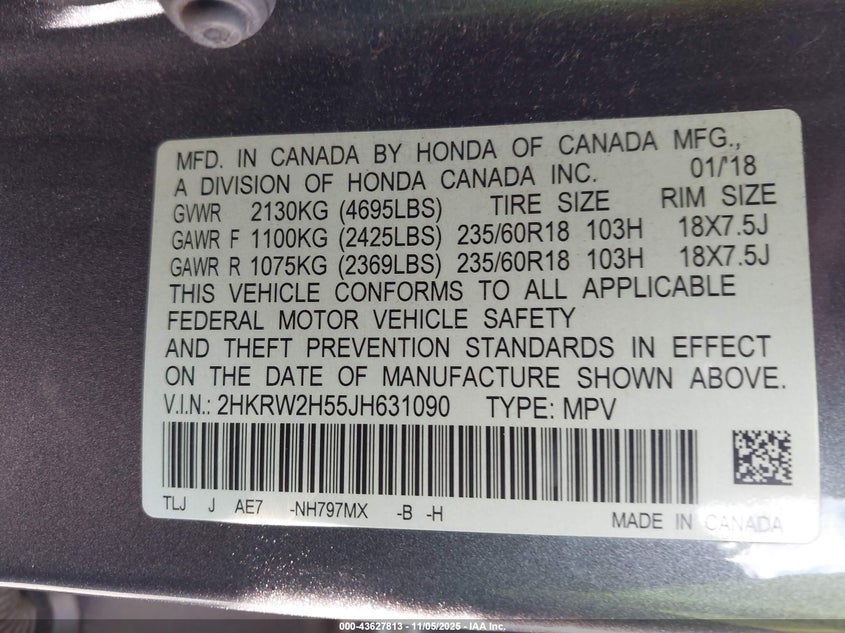 MFD. IN CANADA BY HONDA OF CANADA MFG.,
A DIVISION OF HONDA CANADA INC. 01/'18
GVWR 2130KG (4695LBS) TIRE SIZE RIM SIZE
GAWR F 1100KG (2425LBS) 235/60R18 103H 18X7.5J
GAWR R 1075KG (2369LBS) 235/60R18 103H 18X7.5J
THIS VEHICLE CONFORMS TO ALL APPLICABLE
FEDERAL MOTOR VEHICLE SAFETY
AND THEFT PREVENTION STANDARDS IN EFFECT
ON THE DATE OF MANUFACTURE SHOWN ABOVE.
V.I.N.: 2HKRW2H55JH631090 TYPE: MPV
TLJ J AE7 -NH797MX -B -H
MADE IN CANADA
000-43627813 - 11/05/2025 - IAA Inc.